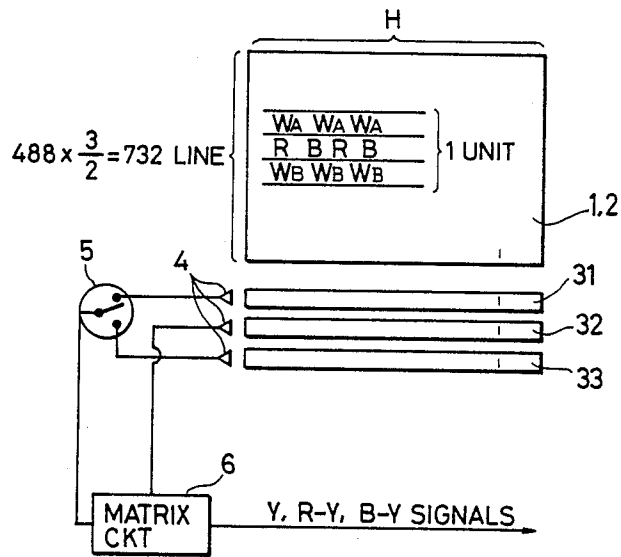 H
WA WA WA
R B R B
WB WB WB
1 UNIT
488 x 3/2 = 732 LINE
1,2
5
4
31
32
33
6
MATRIX
CKT
Y, R-Y, B-Y SIGNALS